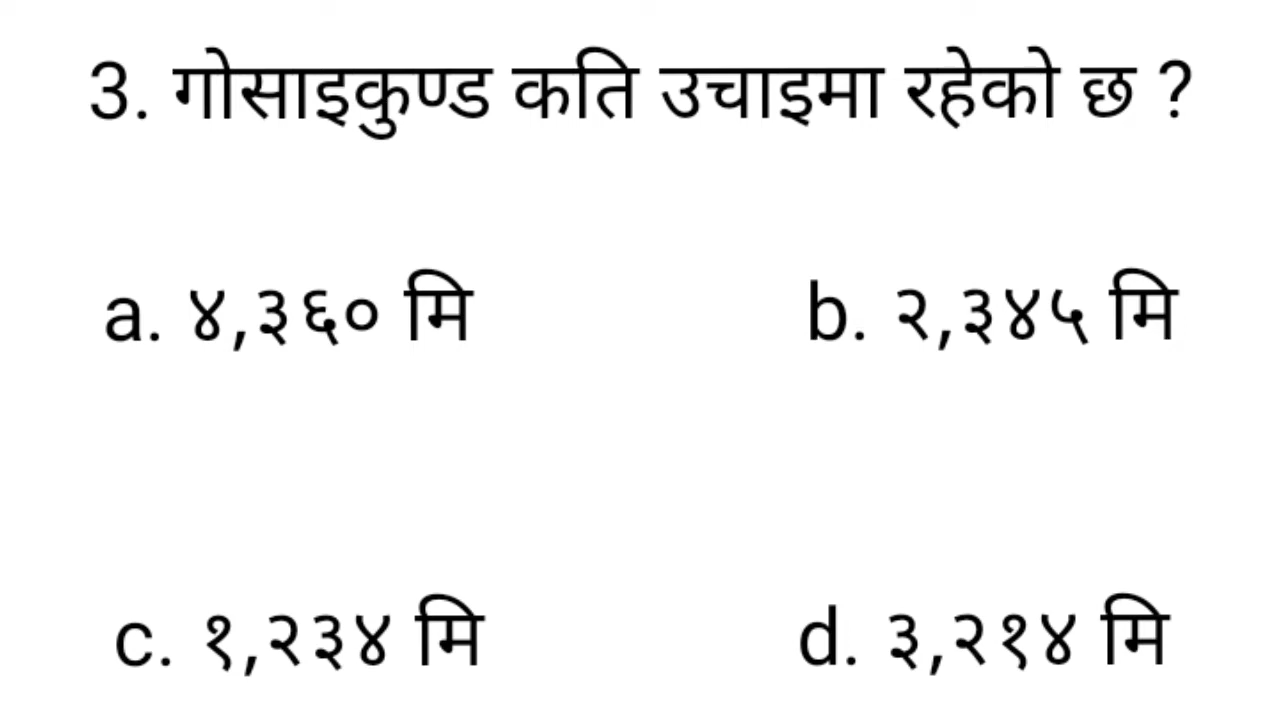 3. गोसाइकुण्ड कति उचाइमा रहेको छ ?
a. ४,३६० मि b. २,३४५ मि
c. १,२३४ मि d. ३,२१४ मि